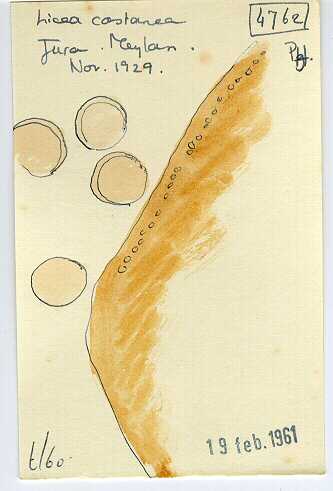 Licea castanea
4762
Jura. Meylan.
Nov. 1929.
t/60
19 feb. 1961